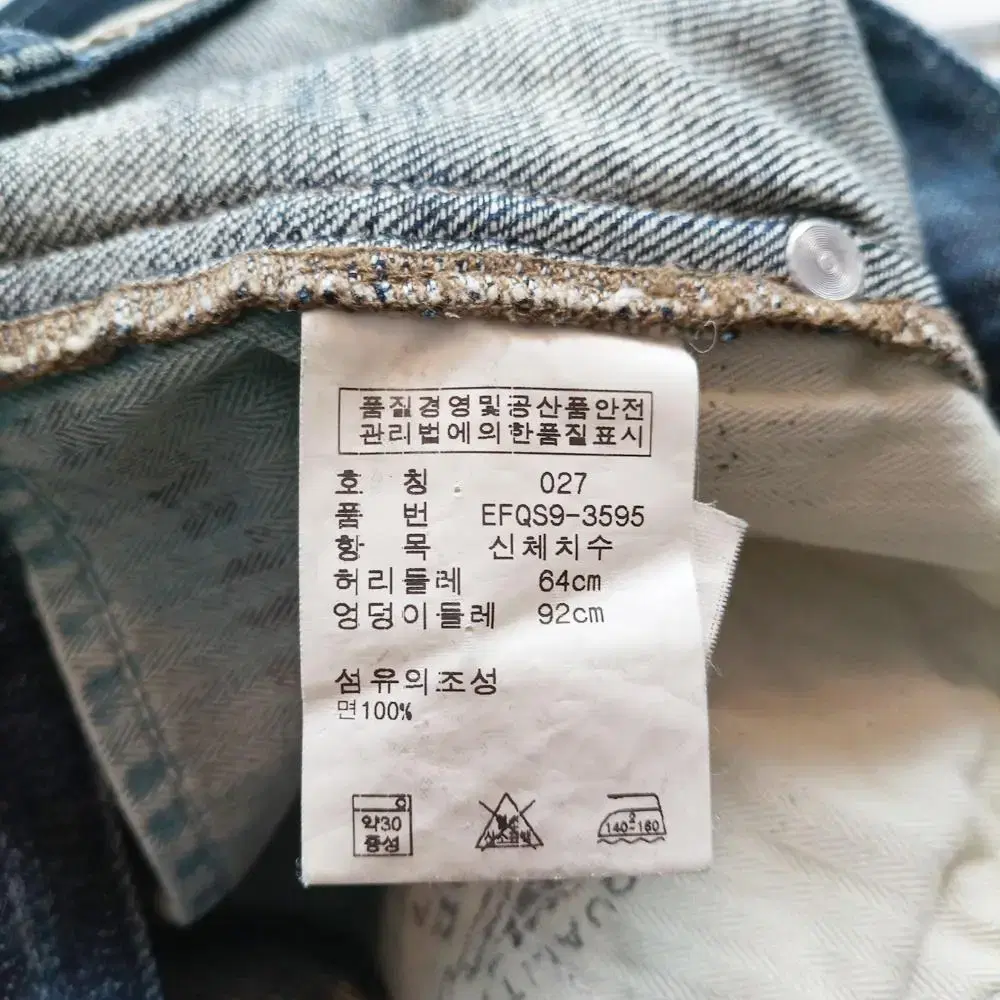 품질경영및공산품안전
관리법에의한품질표시
호 칭 027
품 번 EFQS9-3595
항 목 신체치수
허리둘레 64cm
엉덩이둘레 92cm
섬유의조성
면100%
약30
중성
2
140~160